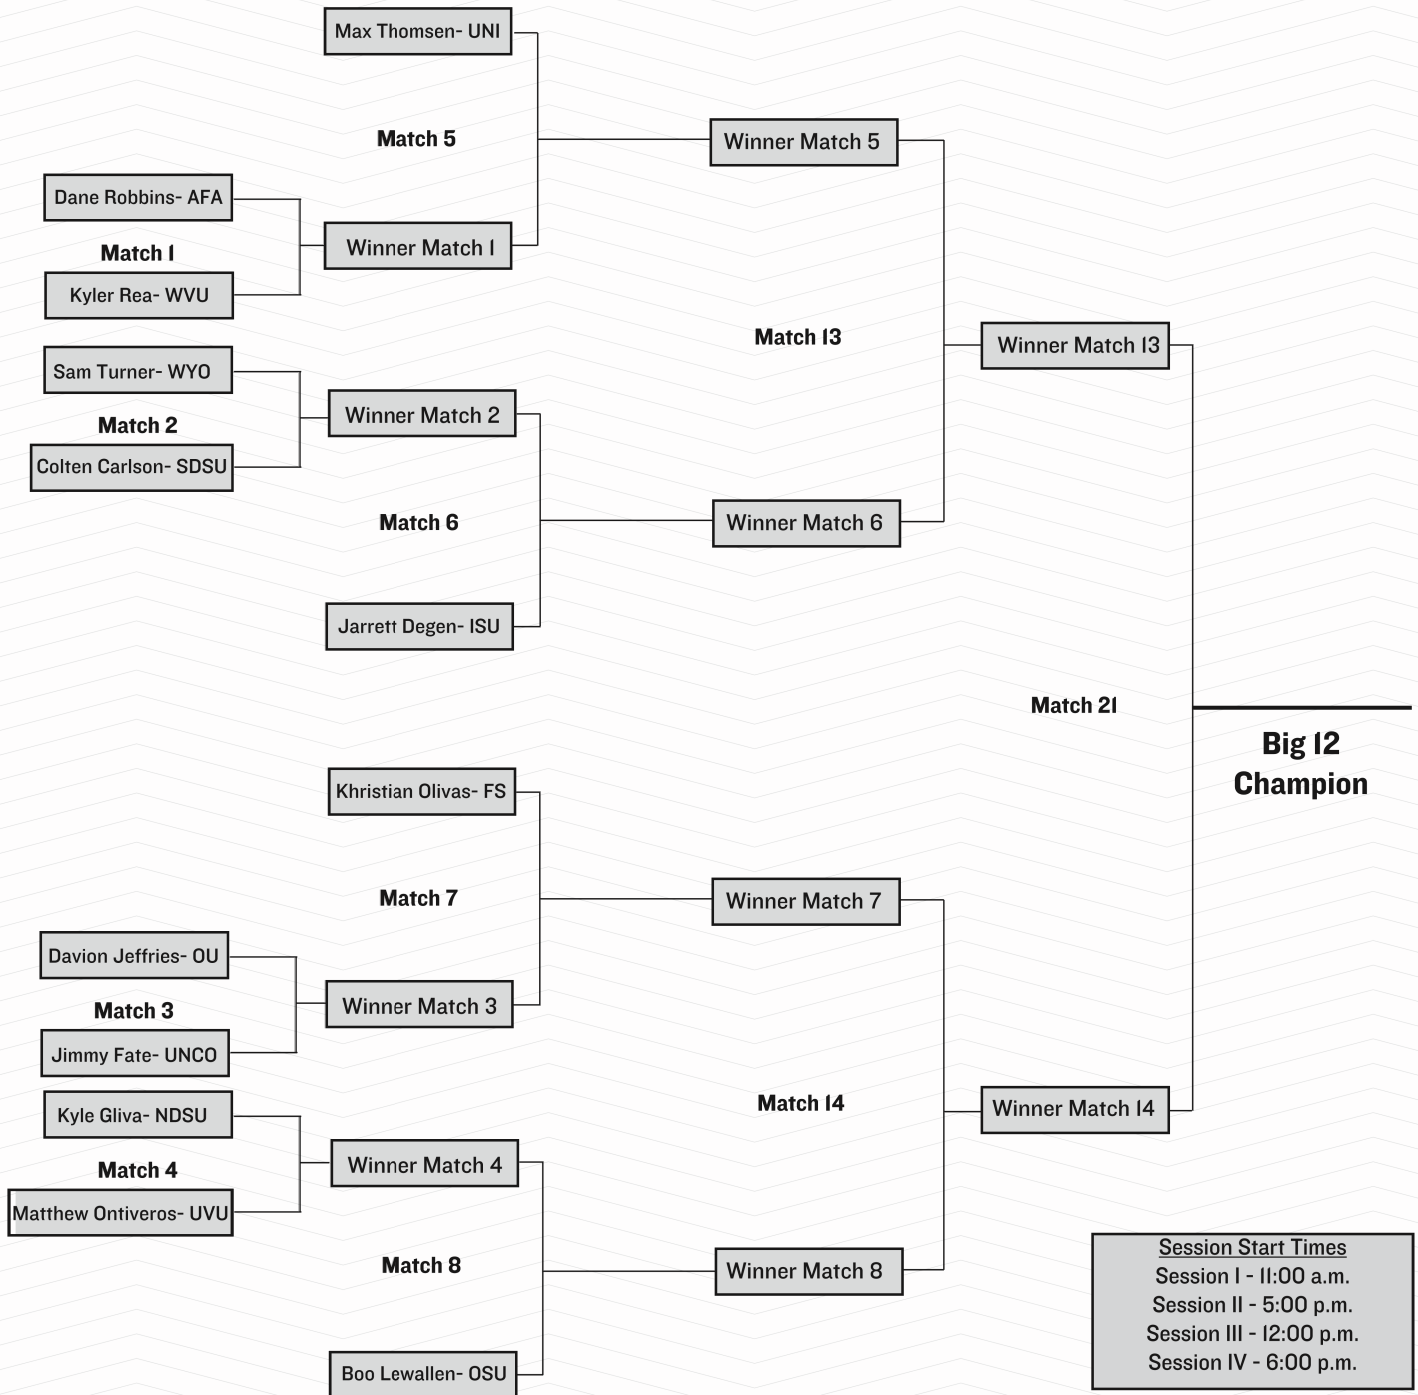 Max Thomsen- UNI
Match 5
Winner Match 5
Dane Robbins- AFA
Match 1
Winner Match 1
Kyler Rea- WVU
Match 13
Winner Match 13
Sam Turner- WYO
Match 2
Winner Match 2
Colten Carlson- SDSU
Match 6
Winner Match 6
Jarrett Degen- ISU
Match 21
Big 12
Champion
Khristian Olivas- FS
Match 7
Winner Match 7
Davion Jeffries- OU
Match 3
Winner Match 3
Jimmy Fate- UNCO
Kyle Gliva- NDSU
Match 14
Winner Match 14
Match 4
Winner Match 4
Matthew Ontiveros- UVU
Match 8
Winner Match 8
Boo Lewallen- OSU
Session Start Times
Session I - 11:00 a.m.
Session II - 5:00 p.m.
Session III - 12:00 p.m.
Session IV - 6:00 p.m.